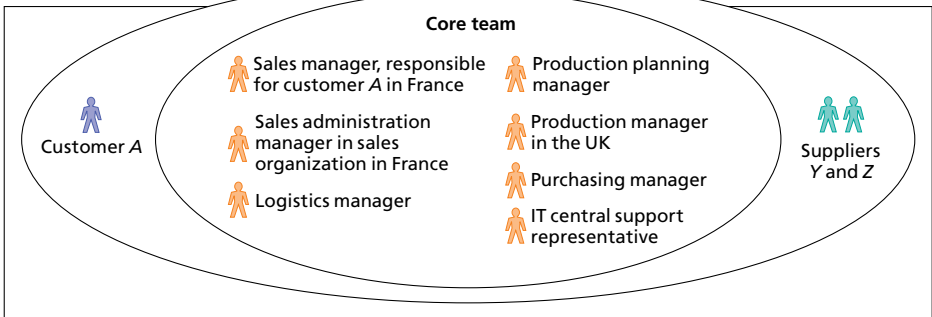 Core team
Sales manager, responsible
for customer A in France
Sales administration
manager in sales
organization in France
Logistics manager
Production planning
manager
Production manager
in the UK
Purchasing manager
IT central support
representative
Customer A
Suppliers
Y and Z